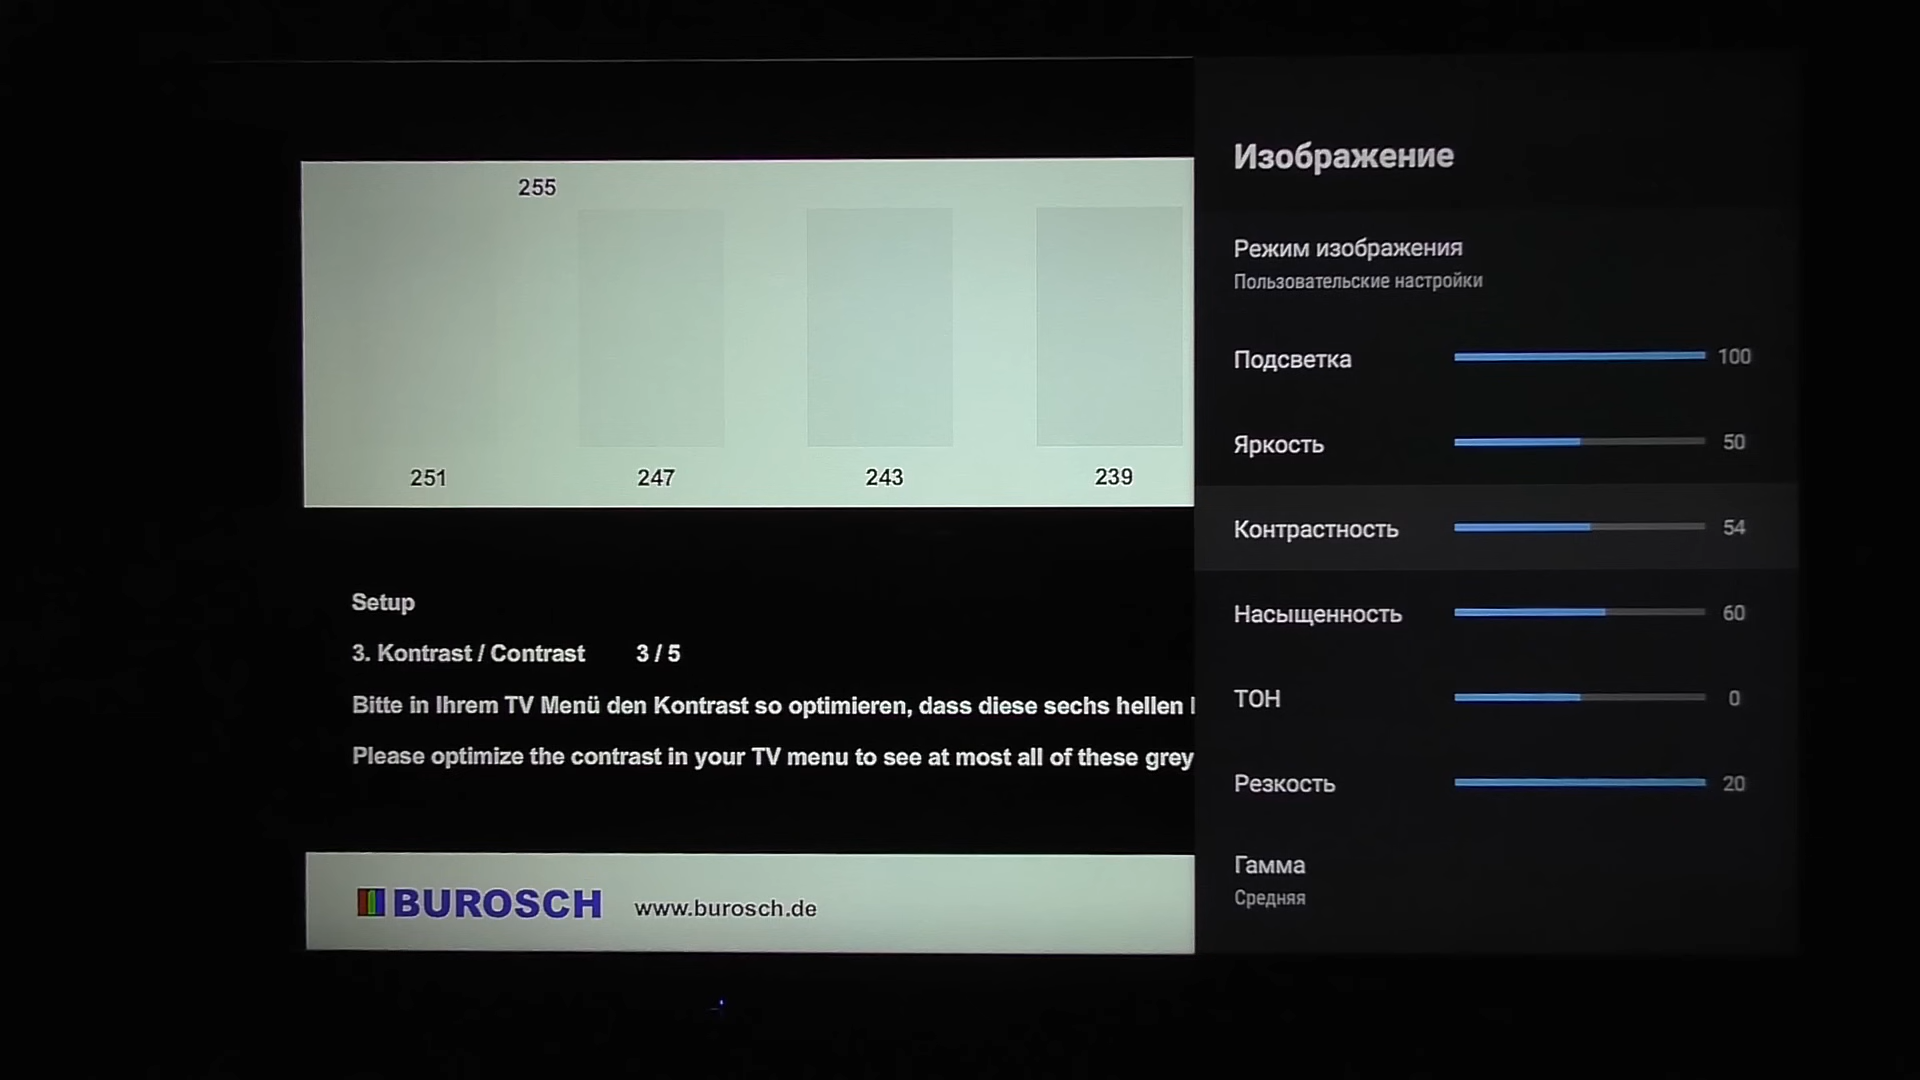 255
251 247 243 239
Setup
3. Kontrast / Contrast 3 / 5
Bitte in Ihrem TV Menü den Kontrast so optimieren, dass diese sechs hellen
Please optimize the contrast in your TV menu to see at most all of these grey
BUROSCH www.burosch.de
Изображение
Режим изображения
Пользовательские настройки
Подсветка 100
Яркость 50
Контрастность 54
Насыщенность 60
ТОН 0
Резкость 20
Гамма
Средняя